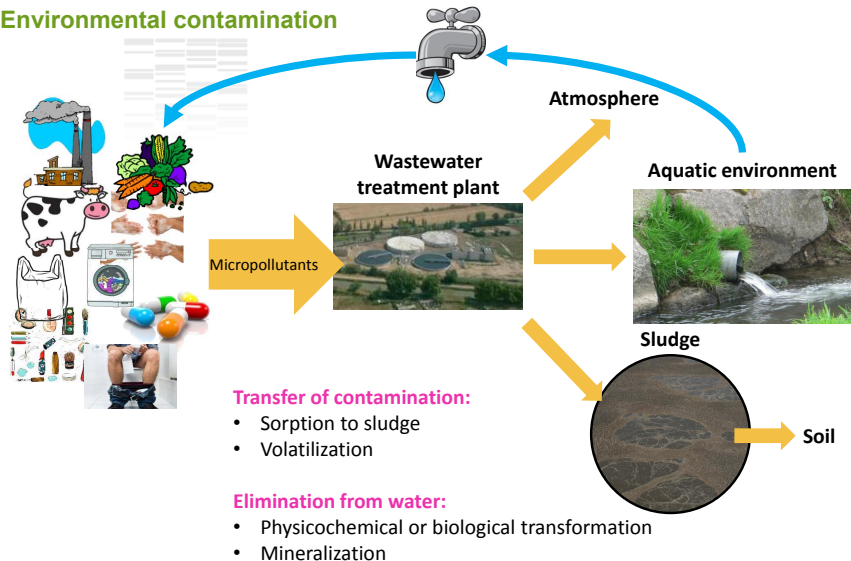 Environmental contamination
Atmosphere
Wastewater
treatment plant
Aquatic environment
Micropollutants
Sludge
Soil
Transfer of contamination:
• Sorption to sludge
• Volatilization
Elimination from water:
• Physicochemical or biological transformation
• Mineralization